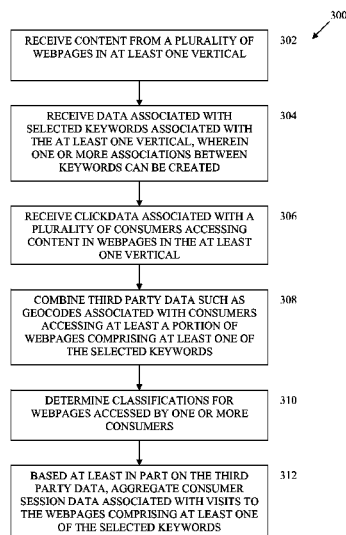 300
RECEIVE CONTENT FROM A PLURALITY OF
WEBPAGES IN AT LEAST ONE VERTICAL
302
RECEIVE DATA ASSOCIATED WITH
SELECTED KEYWORDS ASSOCIATED WITH
THE AT LEAST ONE VERTICAL, WHEREIN
ONE OR MORE ASSOCIATIONS BETWEEN
KEYWORDS CAN BE CREATED
304
RECEIVE CLICKDATA ASSOCIATED WITH A
PLURALITY OF CONSUMERS ACCESSING
CONTENT IN WEBPAGES IN THE AT LEAST
ONE VERTICAL
306
COMBINE THIRD PARTY DATA SUCH AS
GEOCODES ASSOCIATED WITH CONSUMERS
ACCESSING AT LEAST A PORTION OF
WEBPAGES COMPRISING AT LEAST ONE OF
THE SELECTED KEYWORDS
308
DETERMINE CLASSIFICATIONS FOR
WEBPAGES ACCESSED BY ONE OR MORE
CONSUMERS
310
BASED AT LEAST IN PART ON THE THIRD
PARTY DATA, AGGREGATE CONSUMER
SESSION DATA ASSOCIATED WITH VISITS TO
THE WEBPAGES COMPRISING AT LEAST ONE
OF THE SELECTED KEYWORDS
312